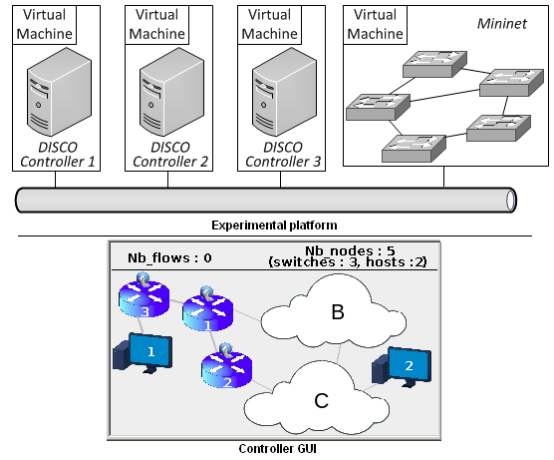 Virtual
Machine
DISCO
Controller 1
Virtual
Machine
DISCO
Controller 2
Virtual
Machine
DISCO
Controller 3
Virtual
Machine
Mininet
Experimental platform
Nb_flows : 0
Nb_nodes : 5
{switches : 3, hosts :2}
3
1
1
2
B
C
2
Controller GUI